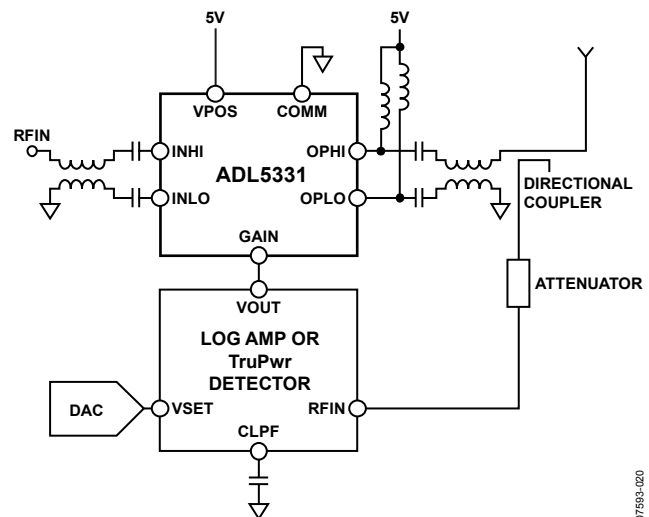 5V
5V
VPOS
COMM
RFIN
INHI
OPHI
ADL5331
INLO
OPLO
DIRECTIONAL
COUPLER
GAIN
ATTENUATOR
VOUT
LOG AMP OR
TruPwr
DETECTOR
DAC
VSET
RFIN
CLPF
07593-020